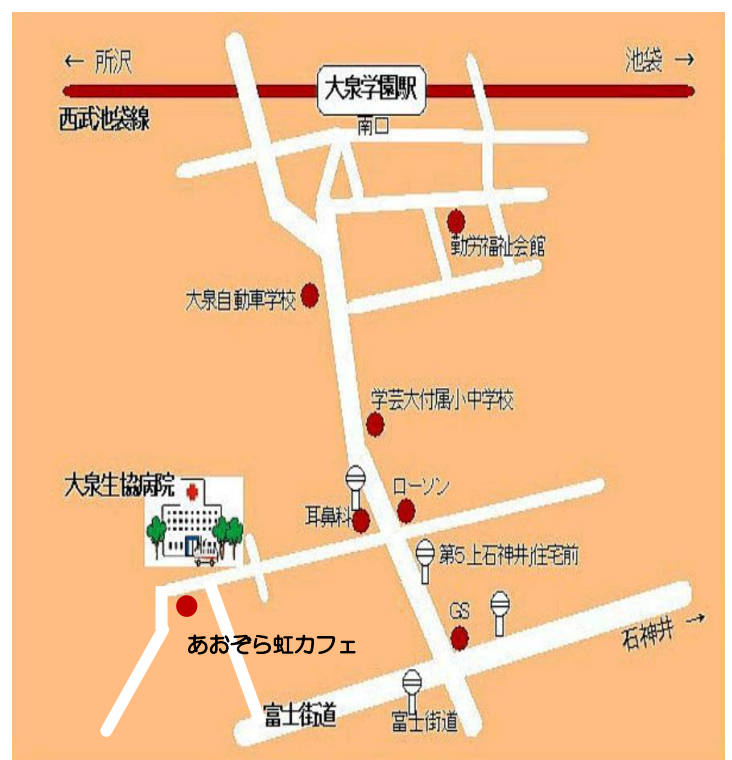 ← 所沢
池袋 →
大泉学園駅
西武池袋線
南口
勤労福祉会館
大泉自動車学校
学芸大付属小中学校
大泉生協病院
ローソン
耳鼻科
第5上石神井住宅前
GS
石神井 →
あおぞら虹カフェ
富士街道
富士街道